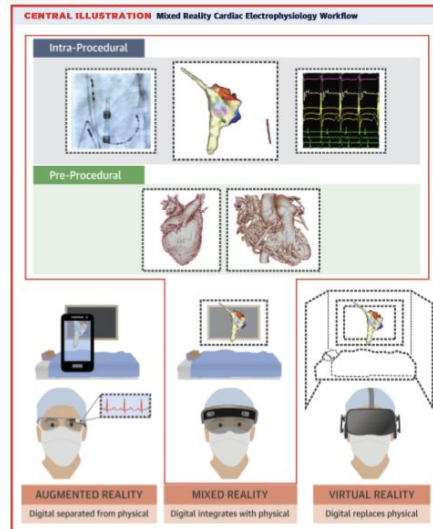 CENTRAL ILLUSTRATION Mixed Reality Cardiac Electrophysiology Workflow
Intra-Procedural
Pre-Procedural
AUGMENTED REALITY
Digital separated from physical
MIXED REALITY
Digital integrates with physical
VIRTUAL REALITY
Digital replaces physical